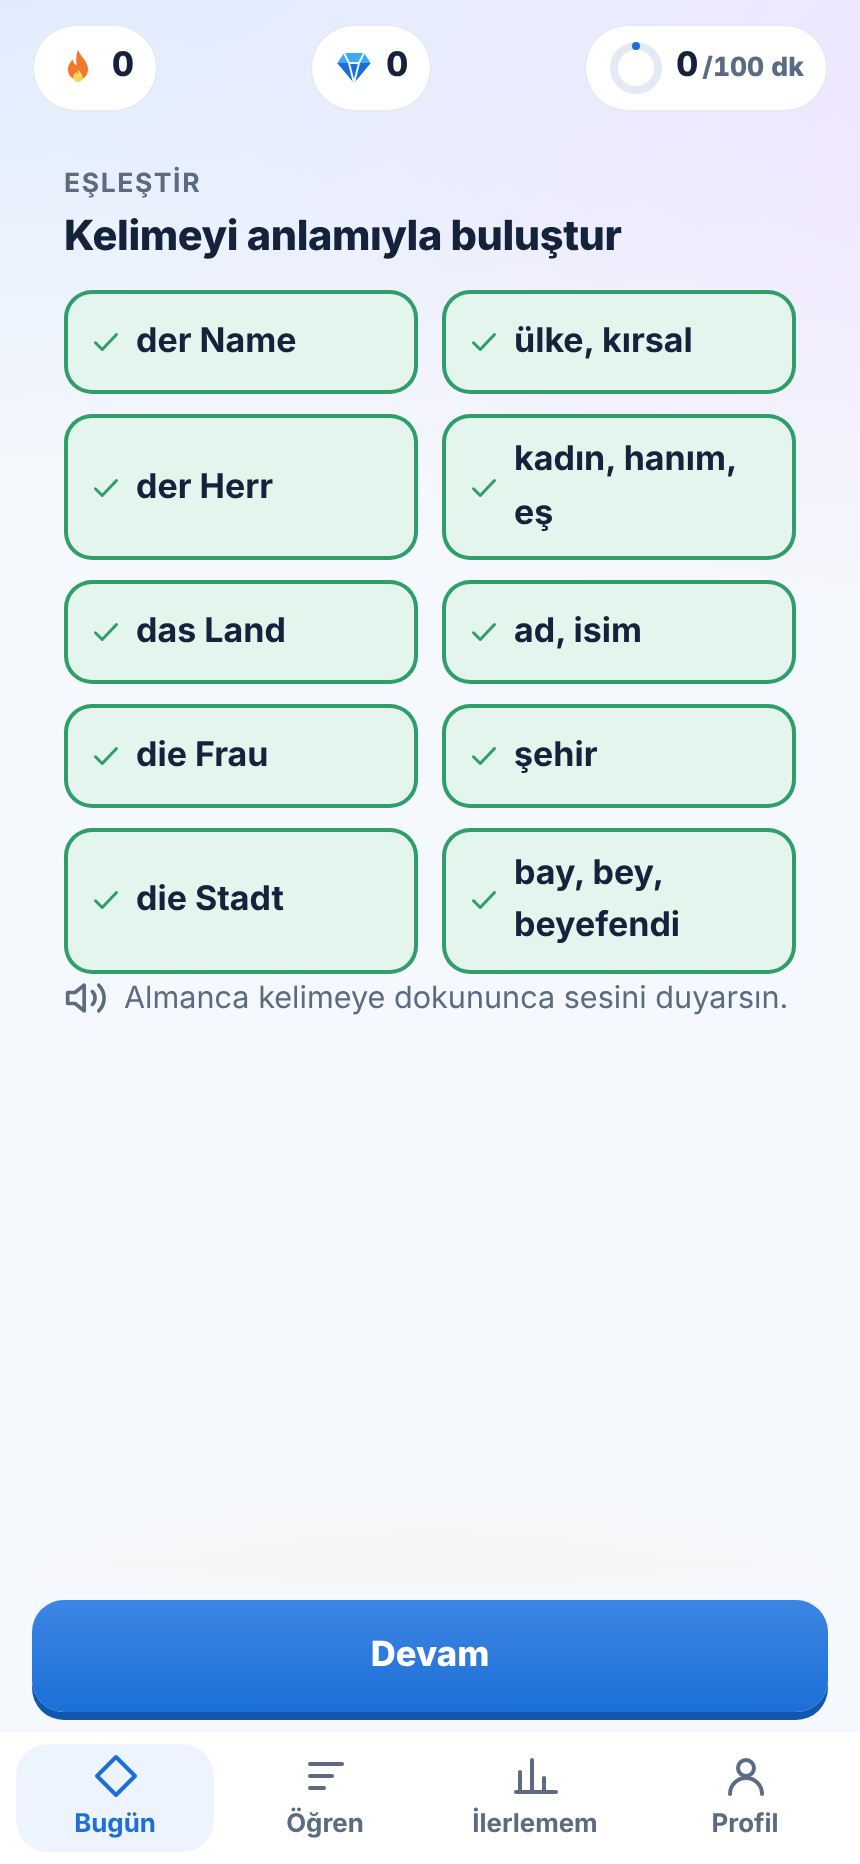 0
0
0/100 dk
EŞLEŞTİR
Kelimeyi anlamıyla buluştur
der Name
ülke, kırsal
der Herr
kadın, hanım,
eş
das Land
ad, isim
die Frau
şehir
die Stadt
bay, bey,
beyefendi
Almanca kelimeye dokununca sesini duyarsın.
Devam
Bugün
Öğren
İlerlemem
Profil